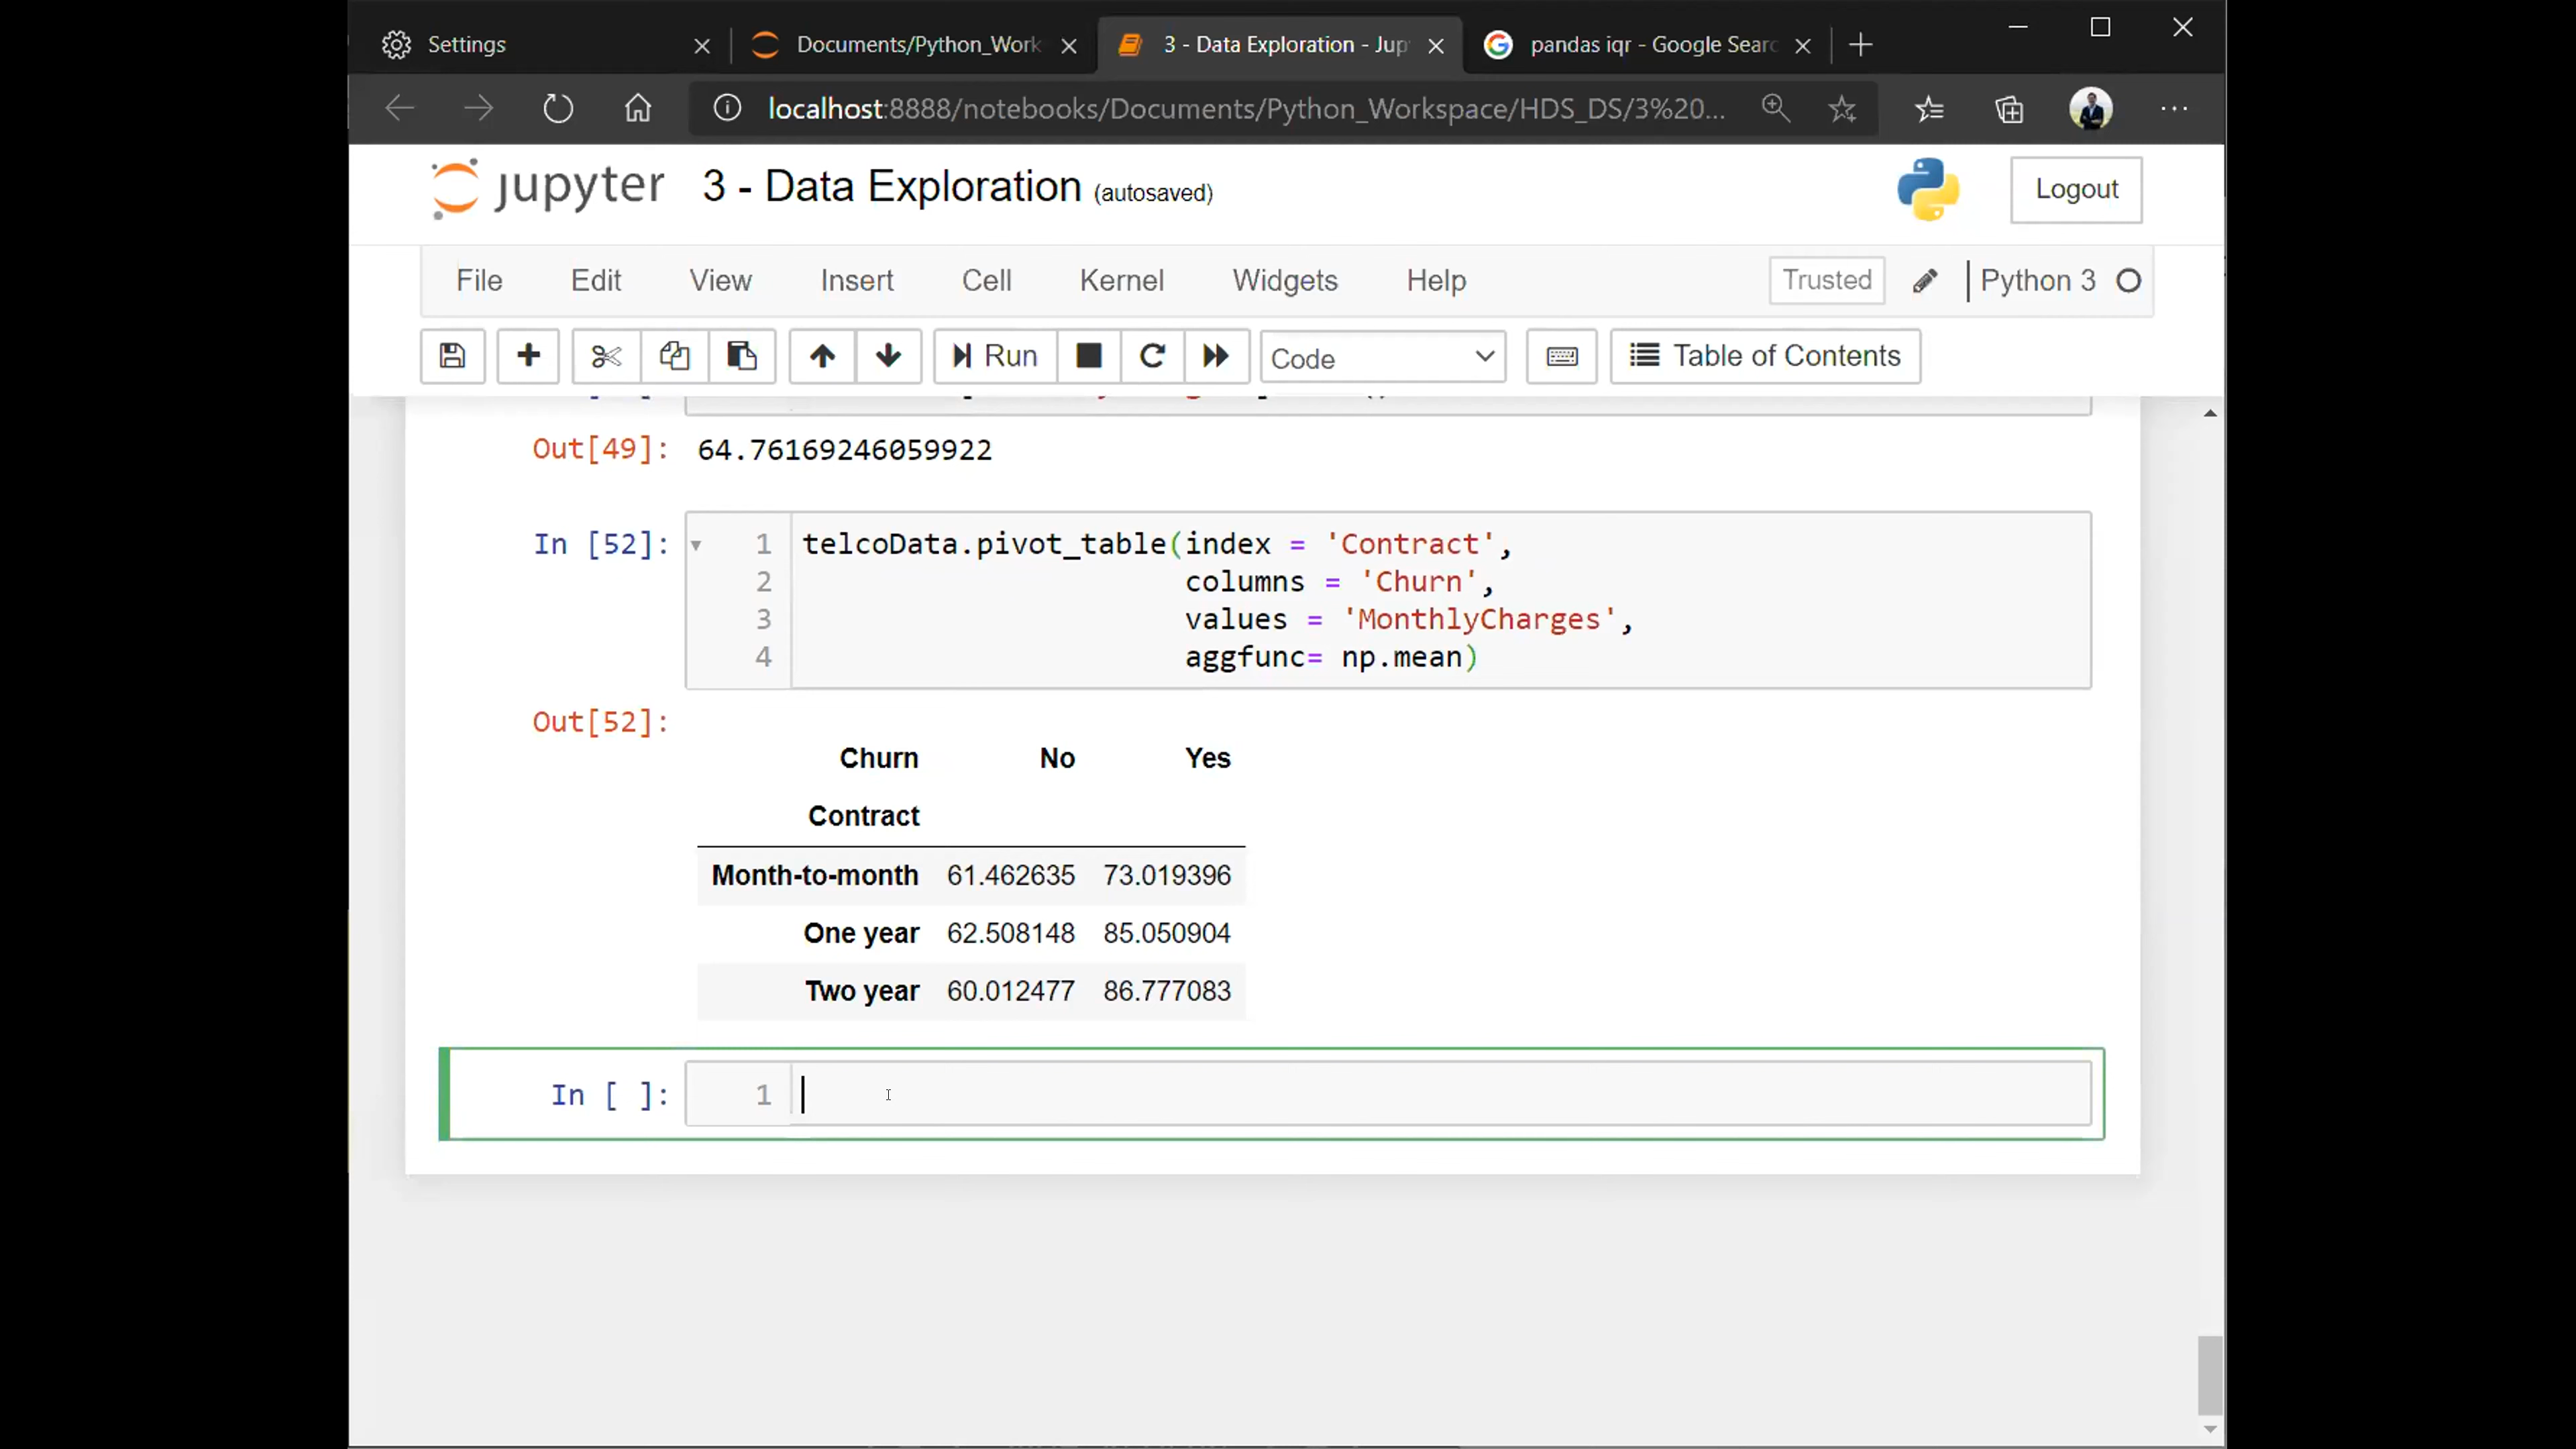 Settings
Documents/Python_Work
3 - Data Exploration - Jup
pandas iqr - Google Searc
localhost:8888/notebooks/Documents/Python_Workspace/HDS_DS/3%20...
jupyter 3 - Data Exploration (autosaved)
Logout
File Edit View Insert Cell Kernel Widgets Help Trusted Python 3
Run Code Table of Contents
Out[49]: 64.76169246059922
In [52]: 1 telcoData.pivot_table(index = 'Contract',
2 columns = 'Churn',
3 values = 'MonthlyCharges',
4 aggfunc= np.mean)
Out[52]:
Churn No Yes
Contract
Month-to-month 61.462635 73.019396
One year 62.508148 85.050904
Two year 60.012477 86.777083
In [ ]: 1